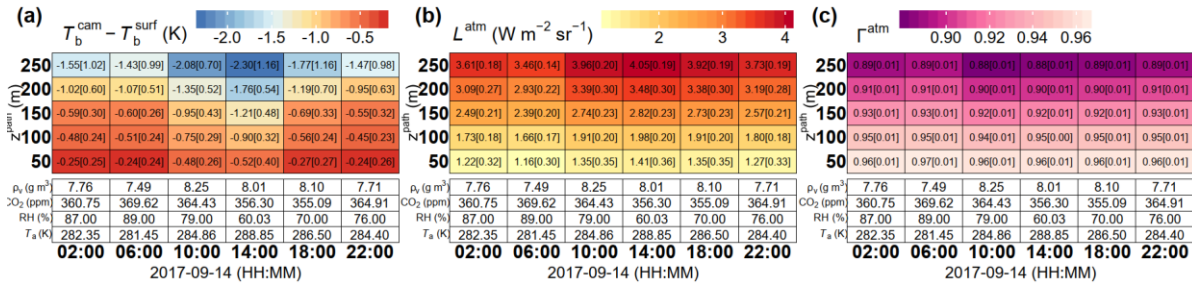 (a) T_b^cam − T_b^surf (K) -2.0 -1.5 -1.0 -0.5
250 -1.55[1.02] -1.43[0.99] -2.08[0.70] -2.30[1.16] -1.77[1.16] -1.47[0.98]
200 -1.02[0.60] -1.07[0.51] -1.35[0.52] -1.76[0.54] -1.19[0.70] -0.95[0.63]
150 -0.59[0.30] -0.60[0.26] -0.95[0.43] -1.21[0.48] -0.69[0.33] -0.55[0.32]
100 -0.48[0.24] -0.51[0.24] -0.75[0.29] -0.90[0.32] -0.56[0.24] -0.45[0.23]
50 -0.25[0.25] -0.24[0.24] -0.48[0.26] -0.52[0.40] -0.27[0.27] -0.24[0.26]
z^path (m)
ρ_v (g m³) 7.76 7.49 8.25 8.01 8.10 7.71
CO₂ (ppm) 360.75 369.62 364.43 356.30 355.09 364.91
RH (%) 87.00 89.00 79.00 60.03 70.00 76.00
T_a (K) 282.35 281.45 284.86 288.85 286.50 284.40
02:00 06:00 10:00 14:00 18:00 22:00
2017-09-14 (HH:MM)
(b) L^atm (W m⁻² sr⁻¹) 2 3 4
250 3.61[0.18] 3.46[0.14] 3.96[0.20] 4.05[0.19] 3.92[0.19] 3.73[0.19]
200 3.09[0.27] 2.93[0.22] 3.39[0.30] 3.48[0.30] 3.38[0.30] 3.19[0.28]
150 2.49[0.21] 2.39[0.20] 2.74[0.23] 2.82[0.23] 2.73[0.23] 2.57[0.21]
100 1.73[0.18] 1.66[0.17] 1.91[0.20] 1.98[0.20] 1.91[0.20] 1.80[0.18]
50 1.22[0.32] 1.16[0.30] 1.35[0.35] 1.41[0.36] 1.35[0.35] 1.27[0.33]
z^path (m)
ρ_v (g m³) 7.76 7.49 8.25 8.01 8.10 7.71
CO₂ (ppm) 360.75 369.62 364.43 356.30 355.09 364.91
RH (%) 87.00 89.00 79.00 60.03 70.00 76.00
T_a (K) 282.35 281.45 284.86 288.85 286.50 284.40
02:00 06:00 10:00 14:00 18:00 22:00
2017-09-14 (HH:MM)
(c) Γ^atm 0.90 0.92 0.94 0.96
250 0.89[0.01] 0.89[0.01] 0.88[0.01] 0.88[0.01] 0.89[0.01] 0.89[0.01]
200 0.91[0.01] 0.91[0.01] 0.90[0.01] 0.90[0.01] 0.90[0.01] 0.91[0.01]
150 0.93[0.01] 0.93[0.01] 0.92[0.01] 0.92[0.01] 0.92[0.01] 0.93[0.01]
100 0.95[0.01] 0.95[0.01] 0.94[0.01] 0.95[0.00] 0.94[0.01] 0.95[0.01]
50 0.96[0.01] 0.97[0.01] 0.96[0.01] 0.96[0.01] 0.96[0.01] 0.96[0.01]
z^path (m)
ρ_v (g m³) 7.76 7.49 8.25 8.01 8.10 7.71
CO₂ (ppm) 360.75 369.62 364.43 356.30 355.09 364.91
RH (%) 87.00 89.00 79.00 60.03 70.00 76.00
T_a (K) 282.35 281.45 284.86 288.85 286.50 284.40
02:00 06:00 10:00 14:00 18:00 22:00
2017-09-14 (HH:MM)